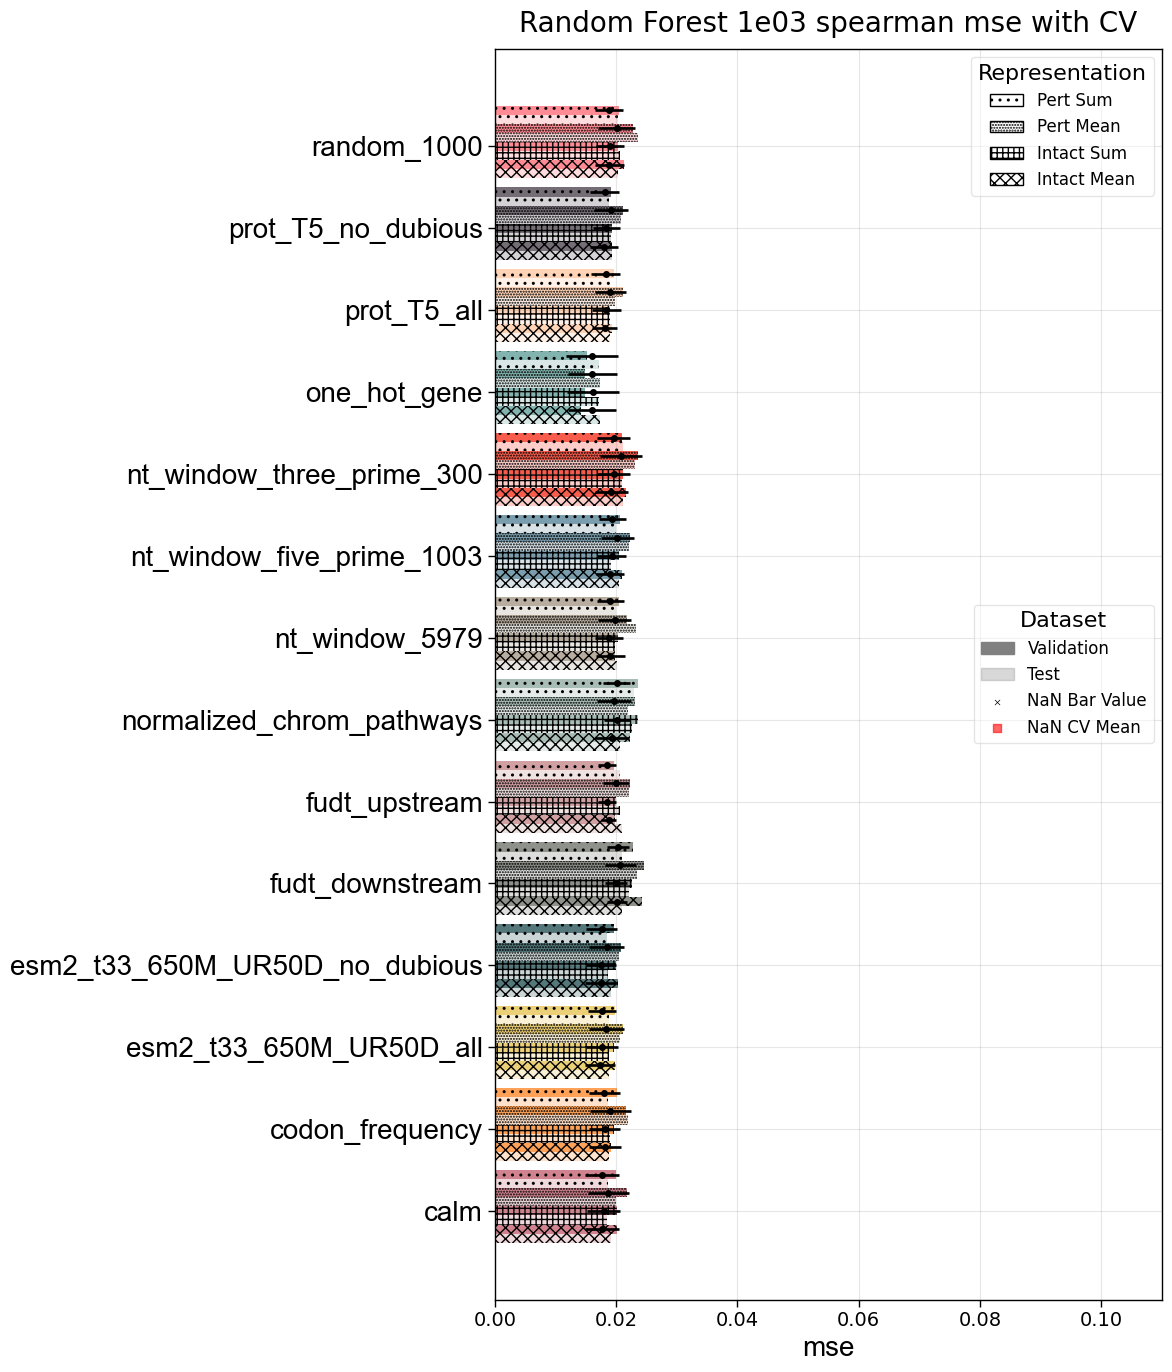 Random Forest 1e03 spearman mse with CV
Representation
Pert Sum
Pert Mean
Intact Sum
Intact Mean
random_1000
prot_T5_no_dubious
prot_T5_all
one_hot_gene
nt_window_three_prime_300
nt_window_five_prime_1003
nt_window_5979
Dataset
Validation
Test
NaN Bar Value
NaN CV Mean
normalized_chrom_pathways
fudt_upstream
fudt_downstream
esm2_t33_650M_UR50D_no_dubious
esm2_t33_650M_UR50D_all
codon_frequency
calm
0.00 0.02 0.04 0.06 0.08 0.10
mse